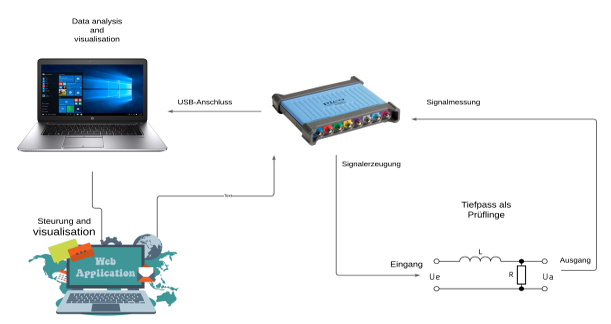 Data analysis
and
visualisation
USB-Anschluss
Signalmessung
Signalerzeugung
Tiefpass als
Prüflinge
Steurung and
visualisation
Web
Application
Eingang
Ue
L
R
Ua
Ausgang